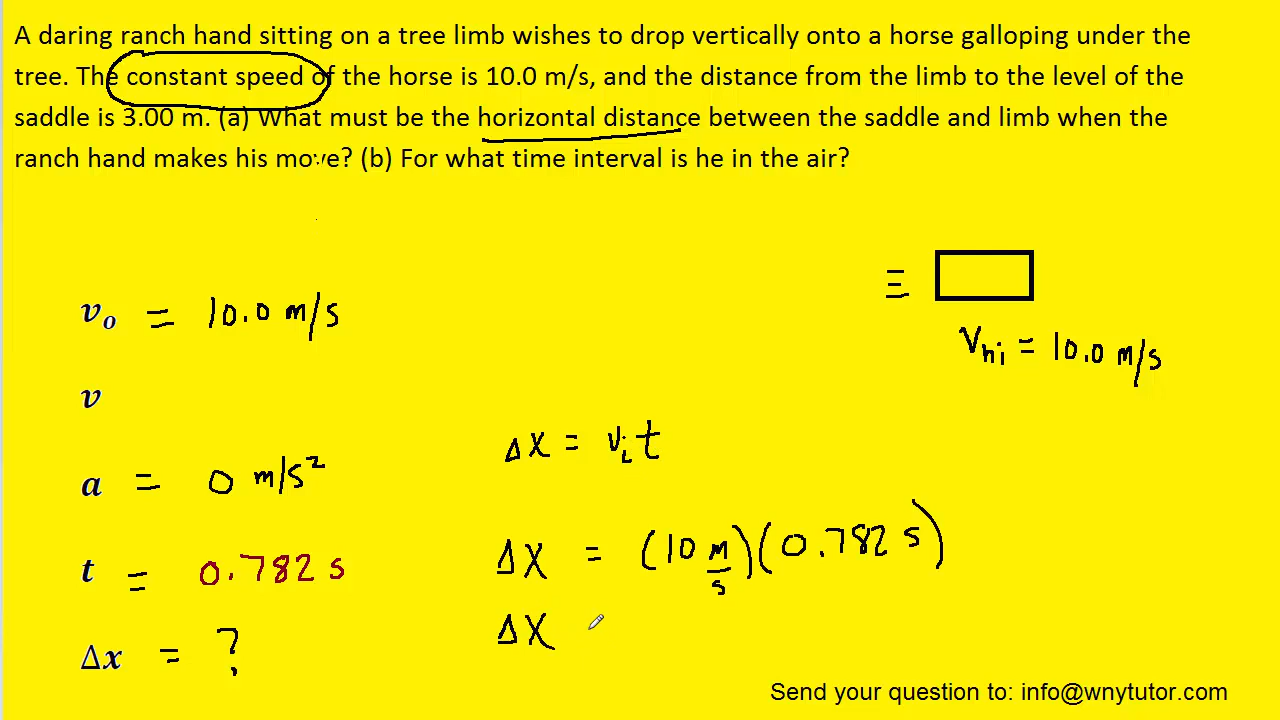 A daring ranch hand sitting on a tree limb wishes to drop vertically onto a horse galloping under the
tree. The constant speed of the horse is 10.0 m/s, and the distance from the limb to the level of the
saddle is 3.00 m. (a) What must be the horizontal distance between the saddle and limb when the
ranch hand makes his move? (b) For what time interval is he in the air?
v₀ = 10.0 m/s
Vhi = 10.0 m/s
v
Δx = vᵢt
a = 0 m/s²
Δx = (10 m/s)(0.782 s)
t = 0.782 s
Δx
Δx = ?
Send your question to: info@wnytutor.com